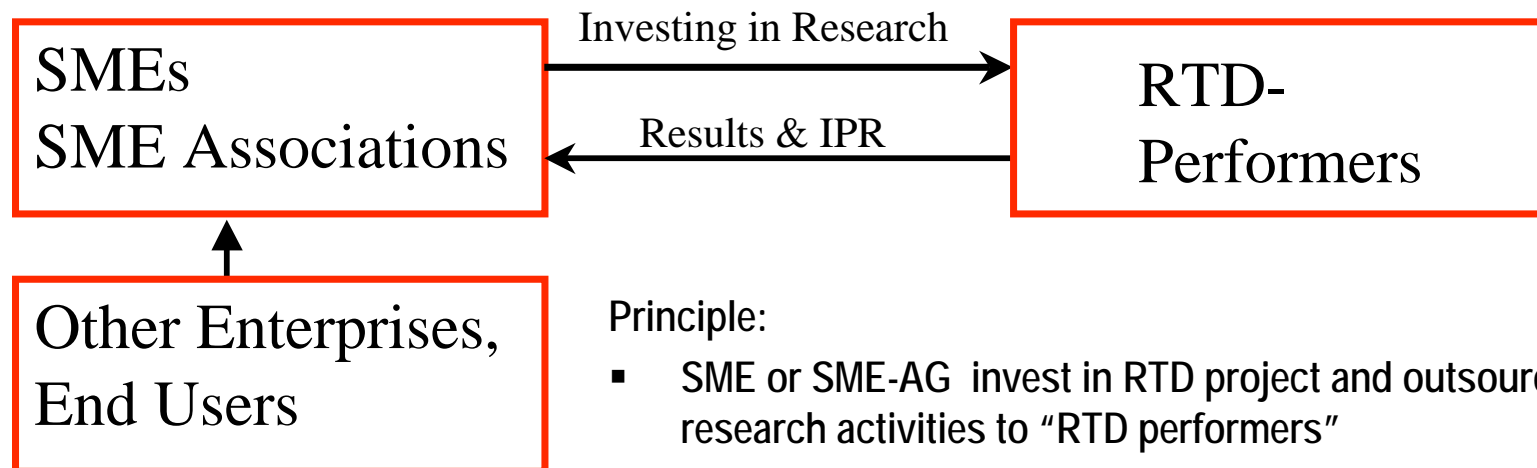 Investing in Research
SMEs
SME Associations
RTD-
Performers
Results & IPR
Other Enterprises,
End Users
Principle:
▪ SME or SME-AG invest in RTD project and
research activities to “RTD performers”